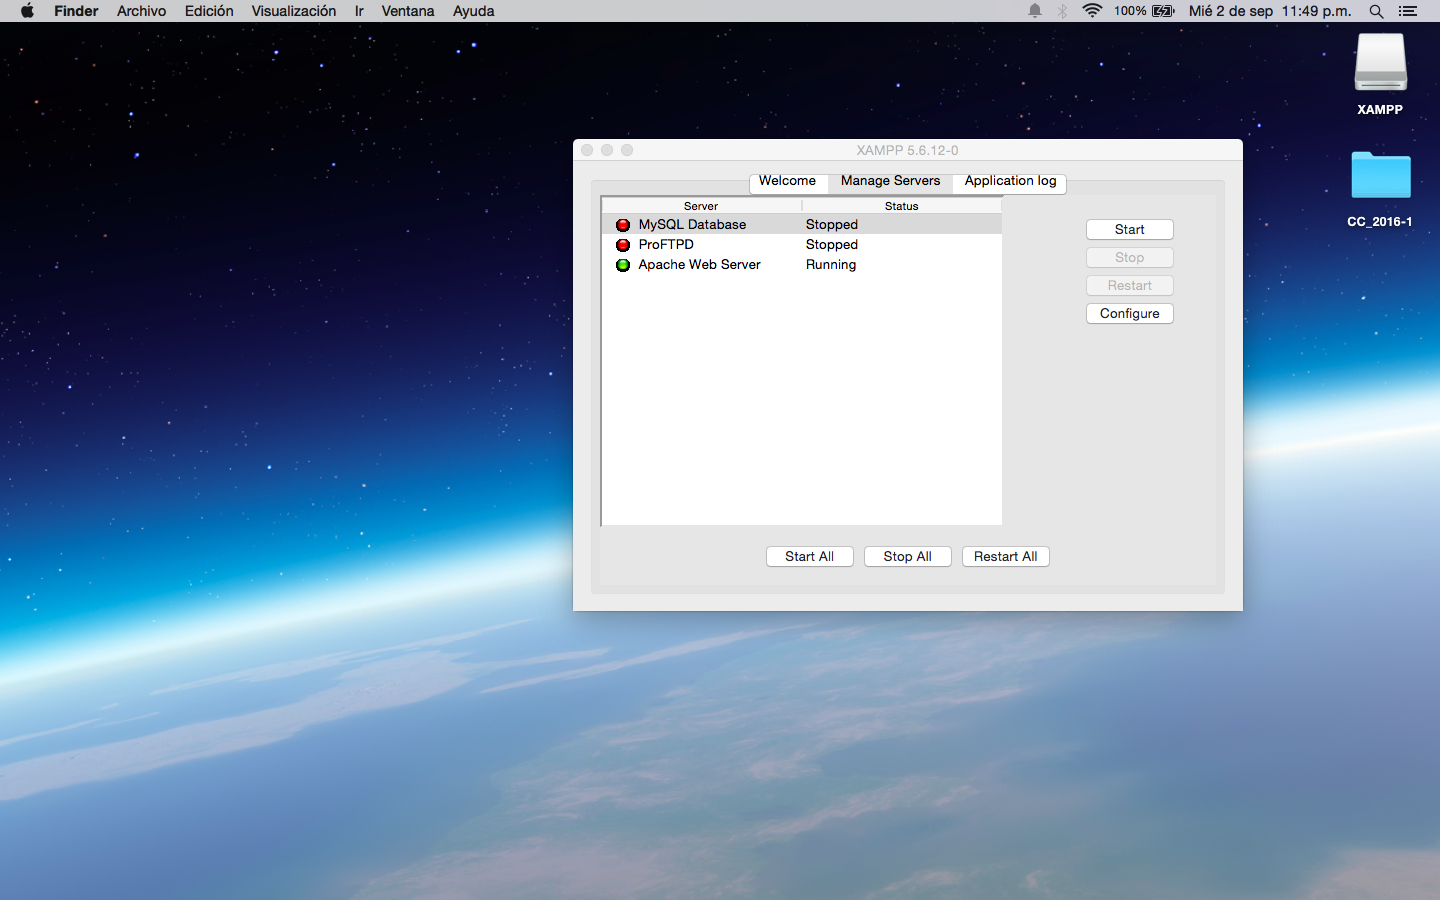 Finder Archivo Edición Visualización Ir Ventana Ayuda 100% Mié 2 de sep 11:49 p.m.
XAMPP
CC_2016-1
XAMPP 5.6.12-0
Welcome Manage Servers Application log
Server Status
MySQL Database Stopped
ProFTPD Stopped
Apache Web Server Running
Start
Stop
Restart
Configure
Start All Stop All Restart All